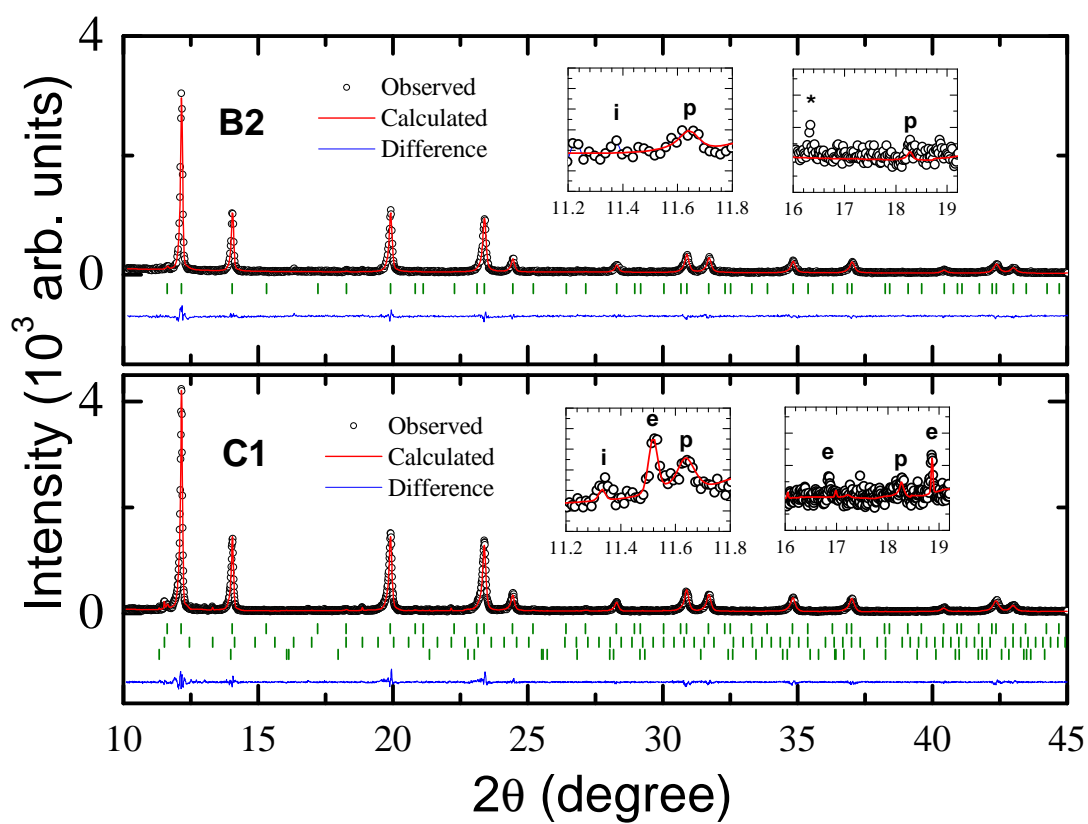 Intensity (10³ arb. units)
4
0
B2
Observed
Calculated
Difference
i
p
11.2 11.4 11.6 11.8
*
p
16 17 18 19
4
0
C1
Observed
Calculated
Difference
i
e
p
11.2 11.4 11.6 11.8
e
p
e
16 17 18 19
10 15 20 25 30 35 40 45
2θ (degree)